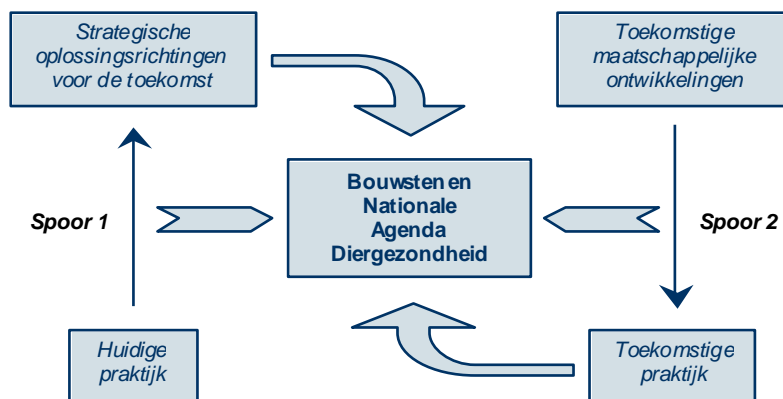 Strategische
oplossingsrichtingen
voor de toekomst
Toekomstige
maatschappelijke
ontwikkelingen
Bouwstenen
Nationale
Agenda
Diergezondheid
Spoor 1
Spoor 2
Huidige
praktijk
Toekomstige
praktijk